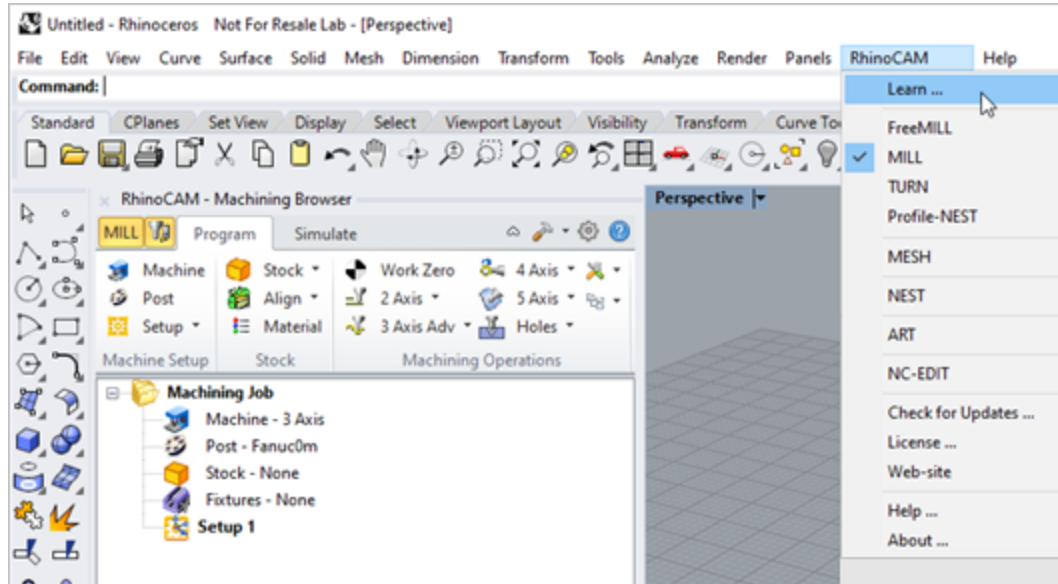 Untitled - Rhinoceros Not For Resale Lab - [Perspective]
File Edit View Curve Surface Solid Mesh Dimension Transform Tools Analyze Render Panels RhinoCAM Help
Command:
Standard CPlanes Set View Display Select Viewport Layout Visibility Transform Curve Too
RhinoCAM - Machining Browser
MILL Program Simulate
Machine Stock Work Zero 4 Axis
Post Align 2 Axis 5 Axis
Setup Material 3 Axis Adv Holes
Machine Setup Stock Machining Operations
Machining Job
Machine - 3 Axis
Post - Fanuc0m
Stock - None
Fixtures - None
Setup 1
Perspective
Learn ...
FreeMILL
MILL
TURN
Profile-NEST
MESH
NEST
ART
NC-EDIT
Check for Updates ...
License ...
Web-site
Help ...
About ...